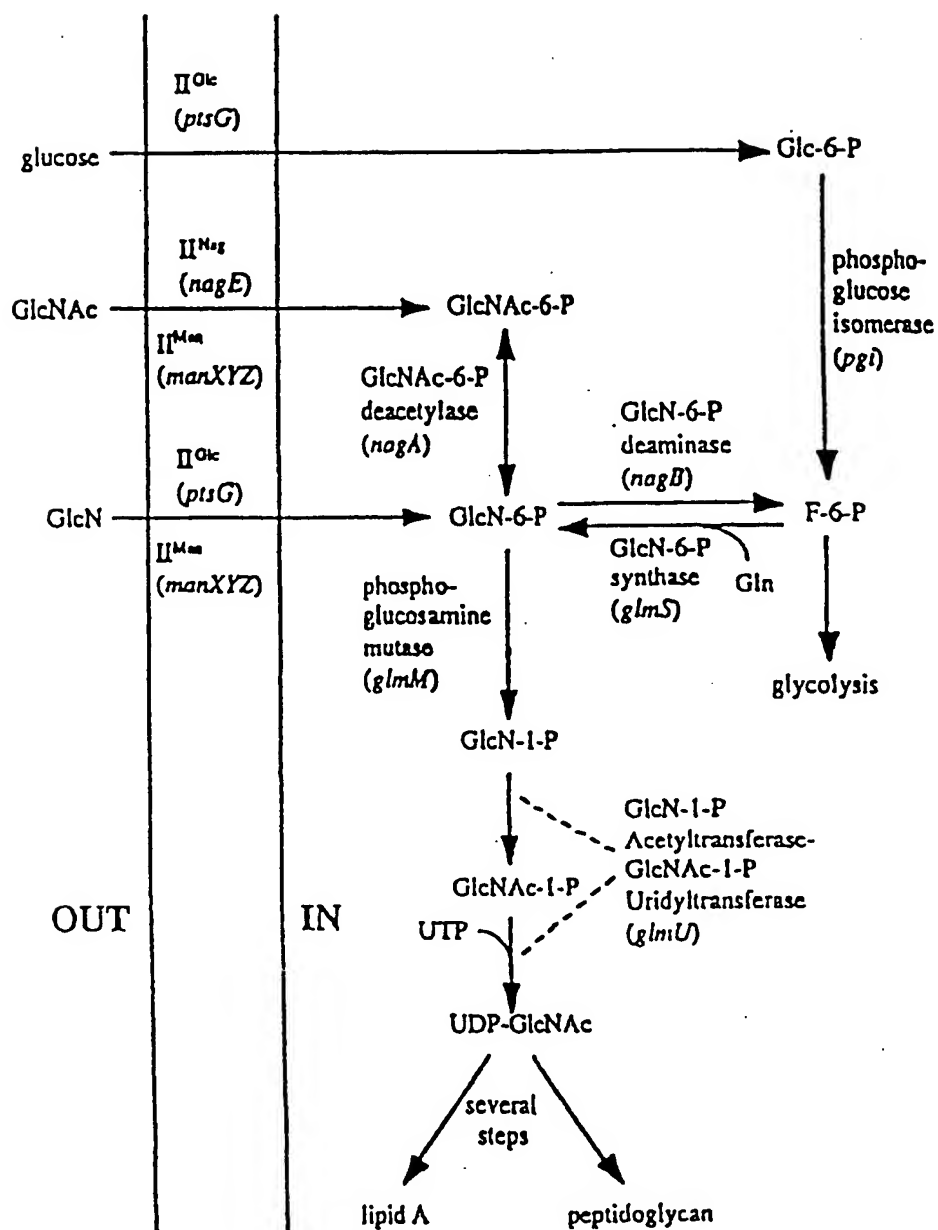 II^Glc
(ptsG)
glucose
Glc-6-P
II^Nag
(nagE)
GlcNAc
GlcNAc-6-P
phospho-
glucose
isomerase
(pgi)
II^Man
(manXYZ)
GlcNAc-6-P
deacetylase
(nagA)
GlcN-6-P
deaminase
(nagB)
II^Glc
(ptsG)
GlcN
GlcN-6-P
F-6-P
II^Man
(manXYZ)
GlcN-6-P
synthase
(glmS)
Gln
phospho-
glucosamine
mutase
(glmM)
glycolysis
GlcN-1-P
GlcN-1-P
Acetyltransferase-
GlcNAc-1-P
Uridyltransferase
(glmU)
GlcNAc-1-P
OUT
IN
UTP
UDP-GlcNAc
several
steps
lipid A
peptidoglycan